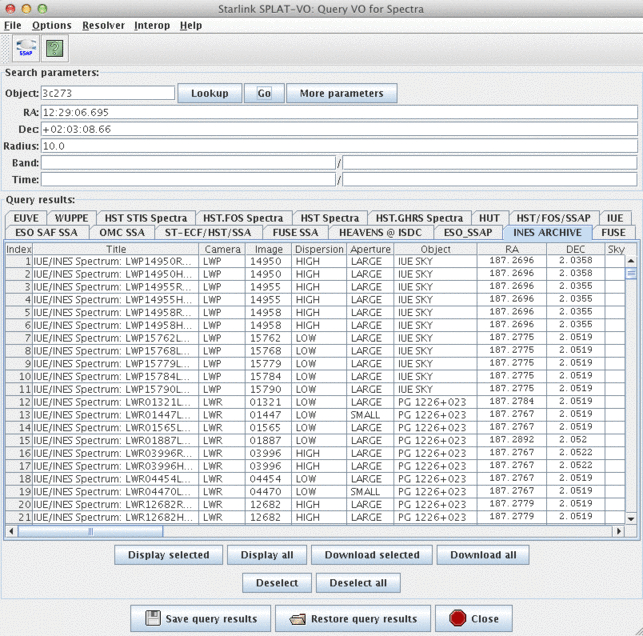 Starlink SPLAT-VO: Query VO for Spectra
File Options Resolver Interop Help
SSAP ?
Search parameters:
Object: 3c273 Lookup Go More parameters
RA: 12:29:06.695
Dec: +02:03:08.66
Radius: 10.0
Band: /
Time: /
Query results:
EUVE WUPPE HST STIS Spectra HST.FOS Spectra HST Spectra HST.GHRS Spectra HUT HST/FOS/SSAP IUE
ESO SAF SSA OMC SSA ST-ECF/HST/SSA FUSE SSA HEAVENS @ ISDC ESO_SSAP INES ARCHIVE FUSE
Index Title Camera Image Dispersion Aperture Object RA DEC Sky
1 IUE/INES Spectrum: LWP14950R... LWP 14950 HIGH LARGE IUE SKY 187.2696 2.0358
2 IUE/INES Spectrum: LWP14950H... LWP 14950 HIGH LARGE IUE SKY 187.2696 2.0358
3 IUE/INES Spectrum: LWP14955R... LWP 14955 HIGH LARGE IUE SKY 187.2696 2.0355
4 IUE/INES Spectrum: LWP14955H... LWP 14955 HIGH LARGE IUE SKY 187.2696 2.0355
5 IUE/INES Spectrum: LWP14958R... LWP 14958 HIGH LARGE IUE SKY 187.2696 2.0355
6 IUE/INES Spectrum: LWP14958H... LWP 14958 HIGH LARGE IUE SKY 187.2696 2.0355
7 IUE/INES Spectrum: LWP15762L... LWP 15762 LOW LARGE IUE SKY 187.2775 2.0519
8 IUE/INES Spectrum: LWP15768L... LWP 15768 LOW LARGE IUE SKY 187.2775 2.0519
9 IUE/INES Spectrum: LWP15779L... LWP 15779 LOW LARGE IUE SKY 187.2775 2.0519
10 IUE/INES Spectrum: LWP15784L... LWP 15784 LOW LARGE IUE SKY 187.2775 2.0519
11 IUE/INES Spectrum: LWP15790L... LWP 15790 LOW LARGE IUE SKY 187.2775 2.0519
12 IUE/INES Spectrum: LWR01321L... LWR 01321 LOW LARGE PG 1226+023 187.2784 2.0519
13 IUE/INES Spectrum: LWR01447L... LWR 01447 LOW SMALL PG 1226+023 187.2767 2.0519
14 IUE/INES Spectrum: LWR01565L... LWR 01565 LOW LARGE PG 1226+023 187.2767 2.0519
15 IUE/INES Spectrum: LWR01887L... LWR 01887 LOW LARGE PG 1226+023 187.2892 2.052
16 IUE/INES Spectrum: LWR03996R... LWR 03996 HIGH LARGE PG 1226+023 187.2767 2.0522
17 IUE/INES Spectrum: LWR03996H... LWR 03996 HIGH LARGE PG 1226+023 187.2767 2.0522
18 IUE/INES Spectrum: LWR04454L... LWR 04454 LOW LARGE PG 1226+023 187.2767 2.0519
19 IUE/INES Spectrum: LWR04470L... LWR 04470 LOW SMALL PG 1226+023 187.2767 2.0519
20 IUE/INES Spectrum: LWR12682R... LWR 12682 HIGH LARGE PG 1226+023 187.2779 2.0519
21 IUE/INES Spectrum: LWR12682H... LWR 12682 HIGH LARGE PG 1226+023 187.2779 2.0519
Display selected Display all Download selected Download all
Deselect Deselect all
Save query results Restore query results Close